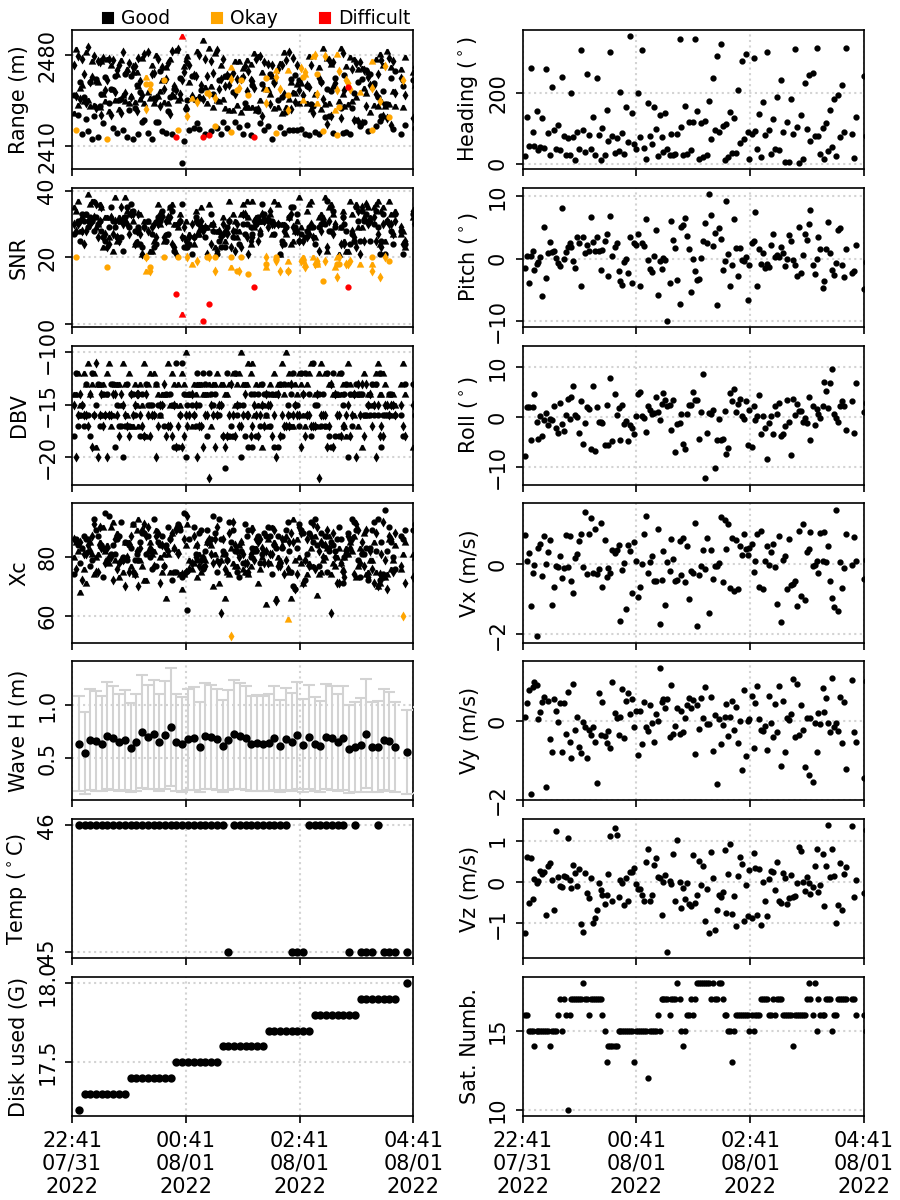 Good Okay Difficult
Range (m)
2480
2410
SNR
40
20
0
DBV
−10
−15
−20
Xc
80
60
Wave H (m)
1.0
0.5
Temp (°C)
46
45
Disk used (G)
18.0
17.5
22:41 07/31 2022
00:41 08/01 2022
02:41 08/01 2022
04:41 08/01 2022
Heading (°)
200
0
Pitch (°)
10
0
−10
Roll (°)
10
0
−10
Vx (m/s)
0
−2
Vy (m/s)
0
−2
Vz (m/s)
1
0
−1
Sat. Numb.
15
10
22:41 07/31 2022
00:41 08/01 2022
02:41 08/01 2022
04:41 08/01 2022